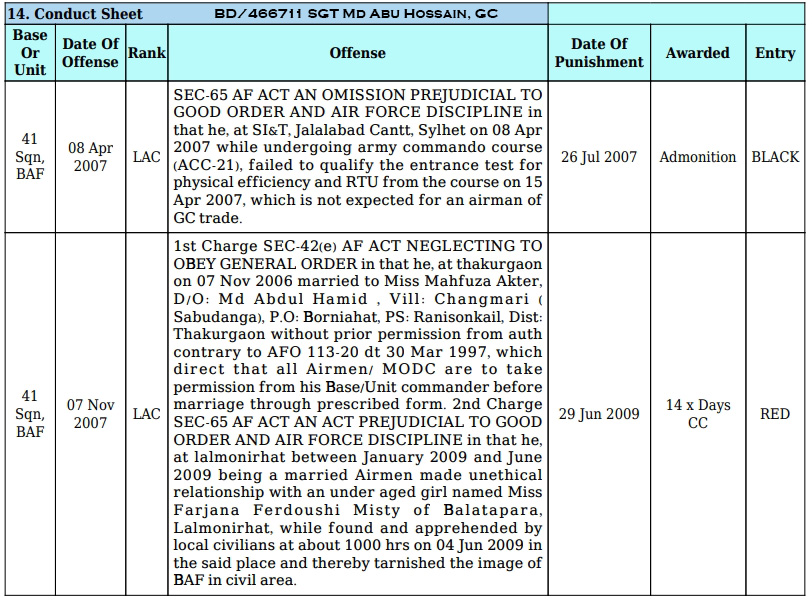 14. Conduct Sheet BD/466711 SGT MD ABU HOSSAIN, GC
Base Or Unit Date Of Offense Rank Offense Date Of Punishment Awarded Entry
41 Sqn, BAF
08 Apr 2007
LAC
SEC-65 AF ACT AN OMISSION PREJUDICIAL TO
GOOD ORDER AND AIR FORCE DISCIPLINE in
that he, at SI&T, Jalalabad Cantt, Sylhet on 08 Apr
2007 while undergoing army commando course
(ACC-21), failed to qualify the entrance test for
physical efficiency and RTU from the course on 15
Apr 2007, which is not expected for an airman of
GC trade.
26 Jul 2007
Admonition
BLACK
41 Sqn, BAF
07 Nov 2007
LAC
1st Charge SEC-42(e) AF ACT NEGLECTING TO
OBEY GENERAL ORDER in that he, at thakurgaon
on 07 Nov 2006 married to Miss Mahfuza Akter,
D/O: Md Abdul Hamid , Vill: Changmari (
Sabudanga), P.O: Borniahat, PS: Ranisonkail, Dist:
Thakurgaon without prior permission from auth
contrary to AFO 113-20 dt 30 Mar 1997, which
direct that all Airmen/ MODC are to take
permission from his Base/Unit commander before
marriage through prescribed form. 2nd Charge
SEC-65 AF ACT AN ACT PREJUDICIAL TO GOOD
ORDER AND AIR FORCE DISCIPLINE in that he,
at lalmonirhat between January 2009 and June
2009 being a married Airmen made unethical
relationship with an under aged girl named Miss
Farjana Ferdoushi Misty of Balatapara,
Lalmonirhat, while found and apprehended by
local civilians at about 1000 hrs on 04 Jun 2009 in
the said place and thereby tarnished the image of
BAF in civil area.
29 Jun 2009
14 x Days CC
RED